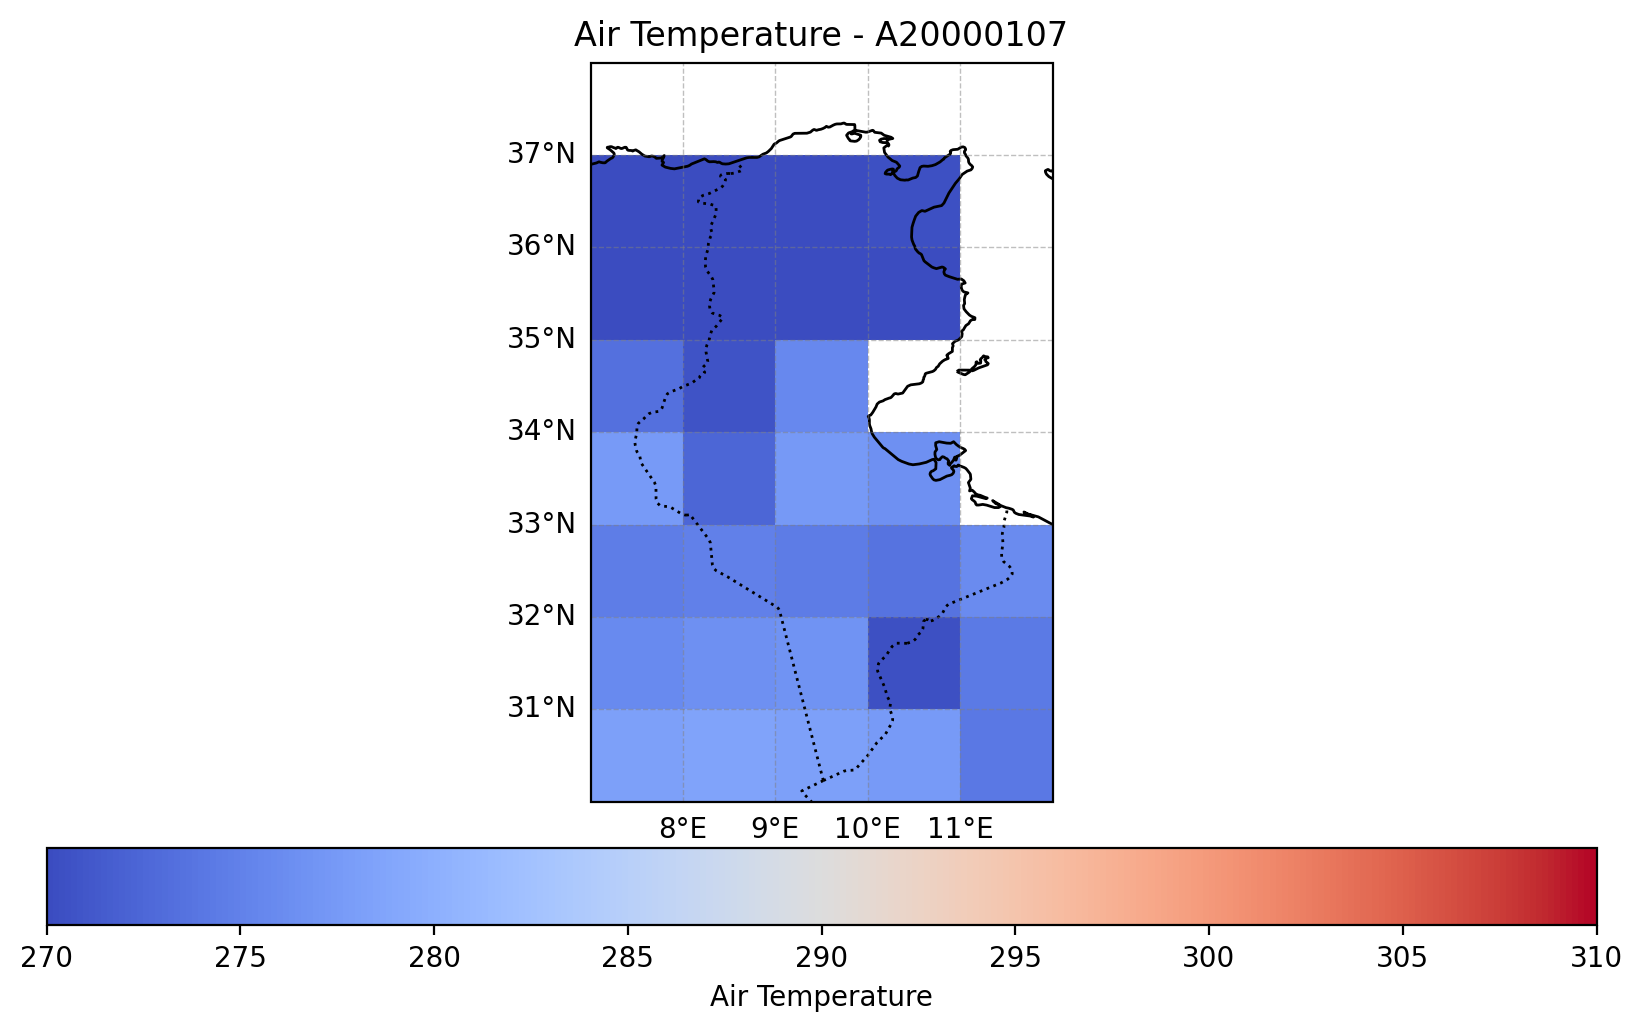 Air Temperature - A20000107
37°N
36°N
35°N
34°N
33°N
32°N
31°N
8°E 9°E 10°E 11°E
270 275 280 285 290 295 300 305 310
Air Temperature